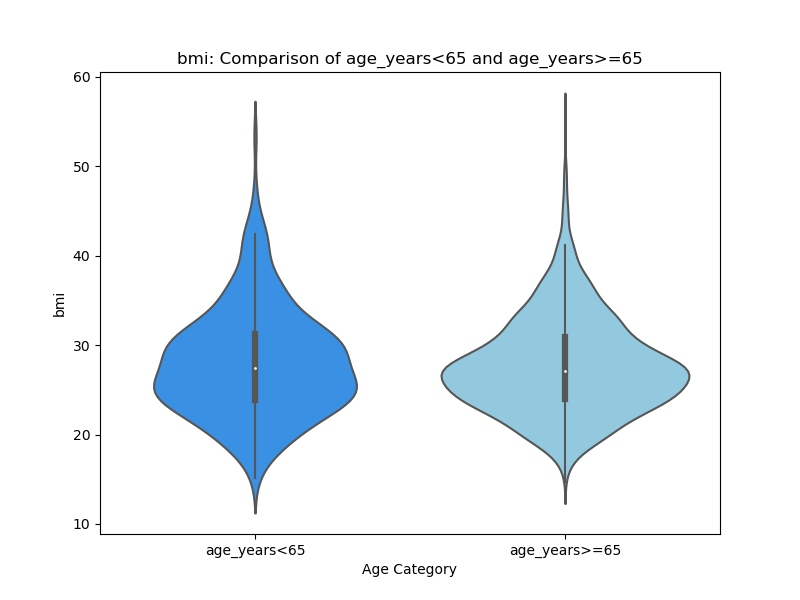 bmi: Comparison of age_years<65 and age_years>=65
60
50
40
30
20
10
bmi
age_years<65
age_years>=65
Age Category